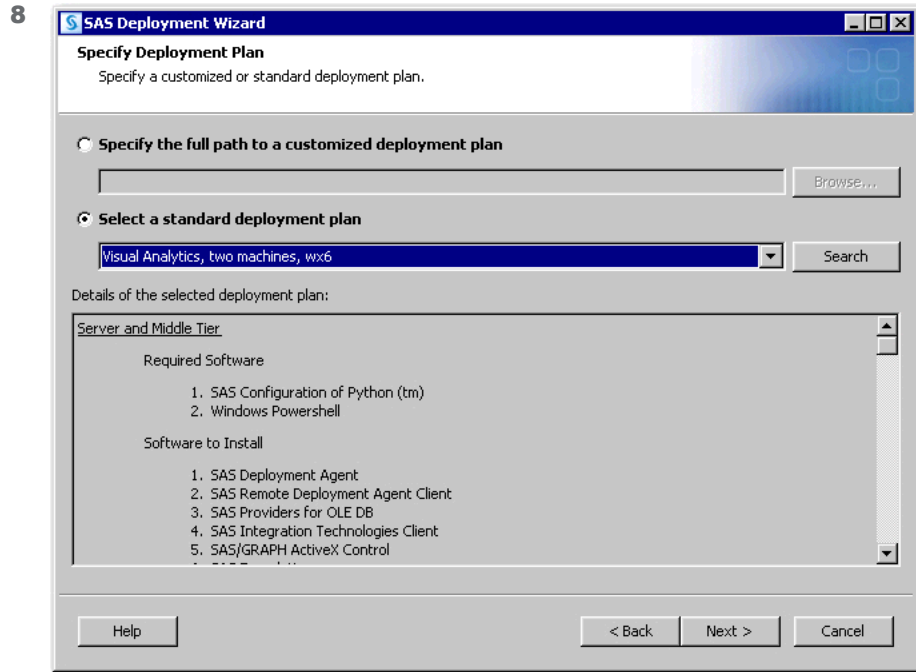 8
SAS Deployment Wizard
Specify Deployment Plan
Specify a customized or standard deployment plan.
Specify the full path to a customized deployment plan
Browse...
Select a standard deployment plan
Visual Analytics, two machines, wx6
Search
Details of the selected deployment plan:
Server and Middle Tier
Required Software
1. SAS Configuration of Python (tm)
2. Windows Powershell
Software to Install
1. SAS Deployment Agent
2. SAS Remote Deployment Agent Client
3. SAS Providers for OLE DB
4. SAS Integration Technologies Client
5. SAS/GRAPH ActiveX Control
Help
< Back
Next >
Cancel